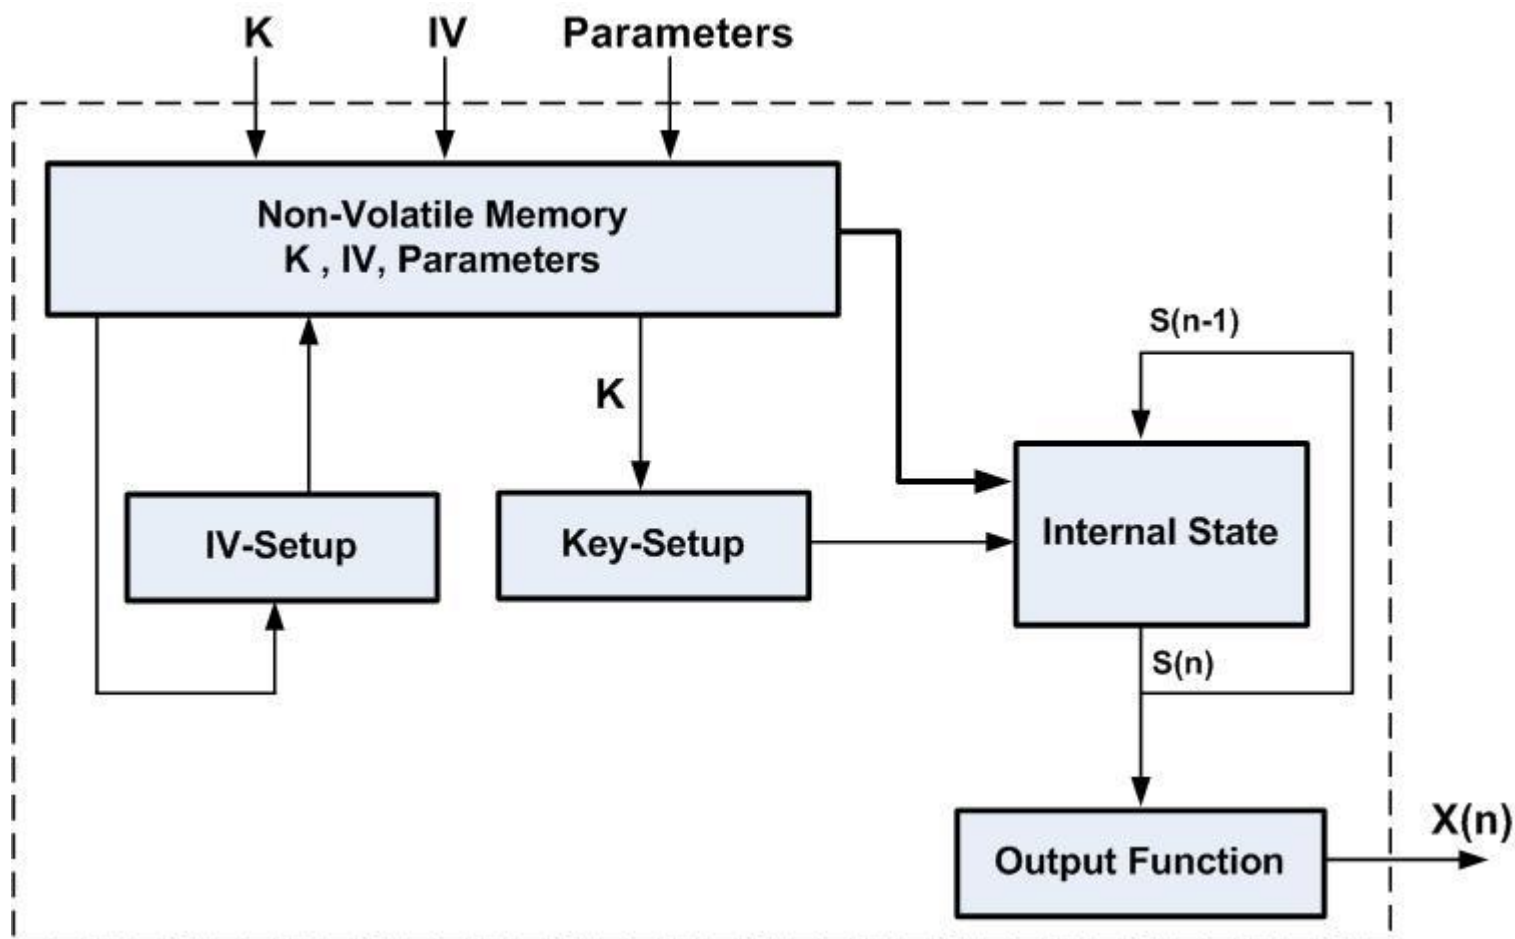 K
IV
Parameters
Non-Volatile Memory
K , IV, Parameters
S(n-1)
K
IV-Setup
Key-Setup
Internal State
S(n)
X(n)
Output Function